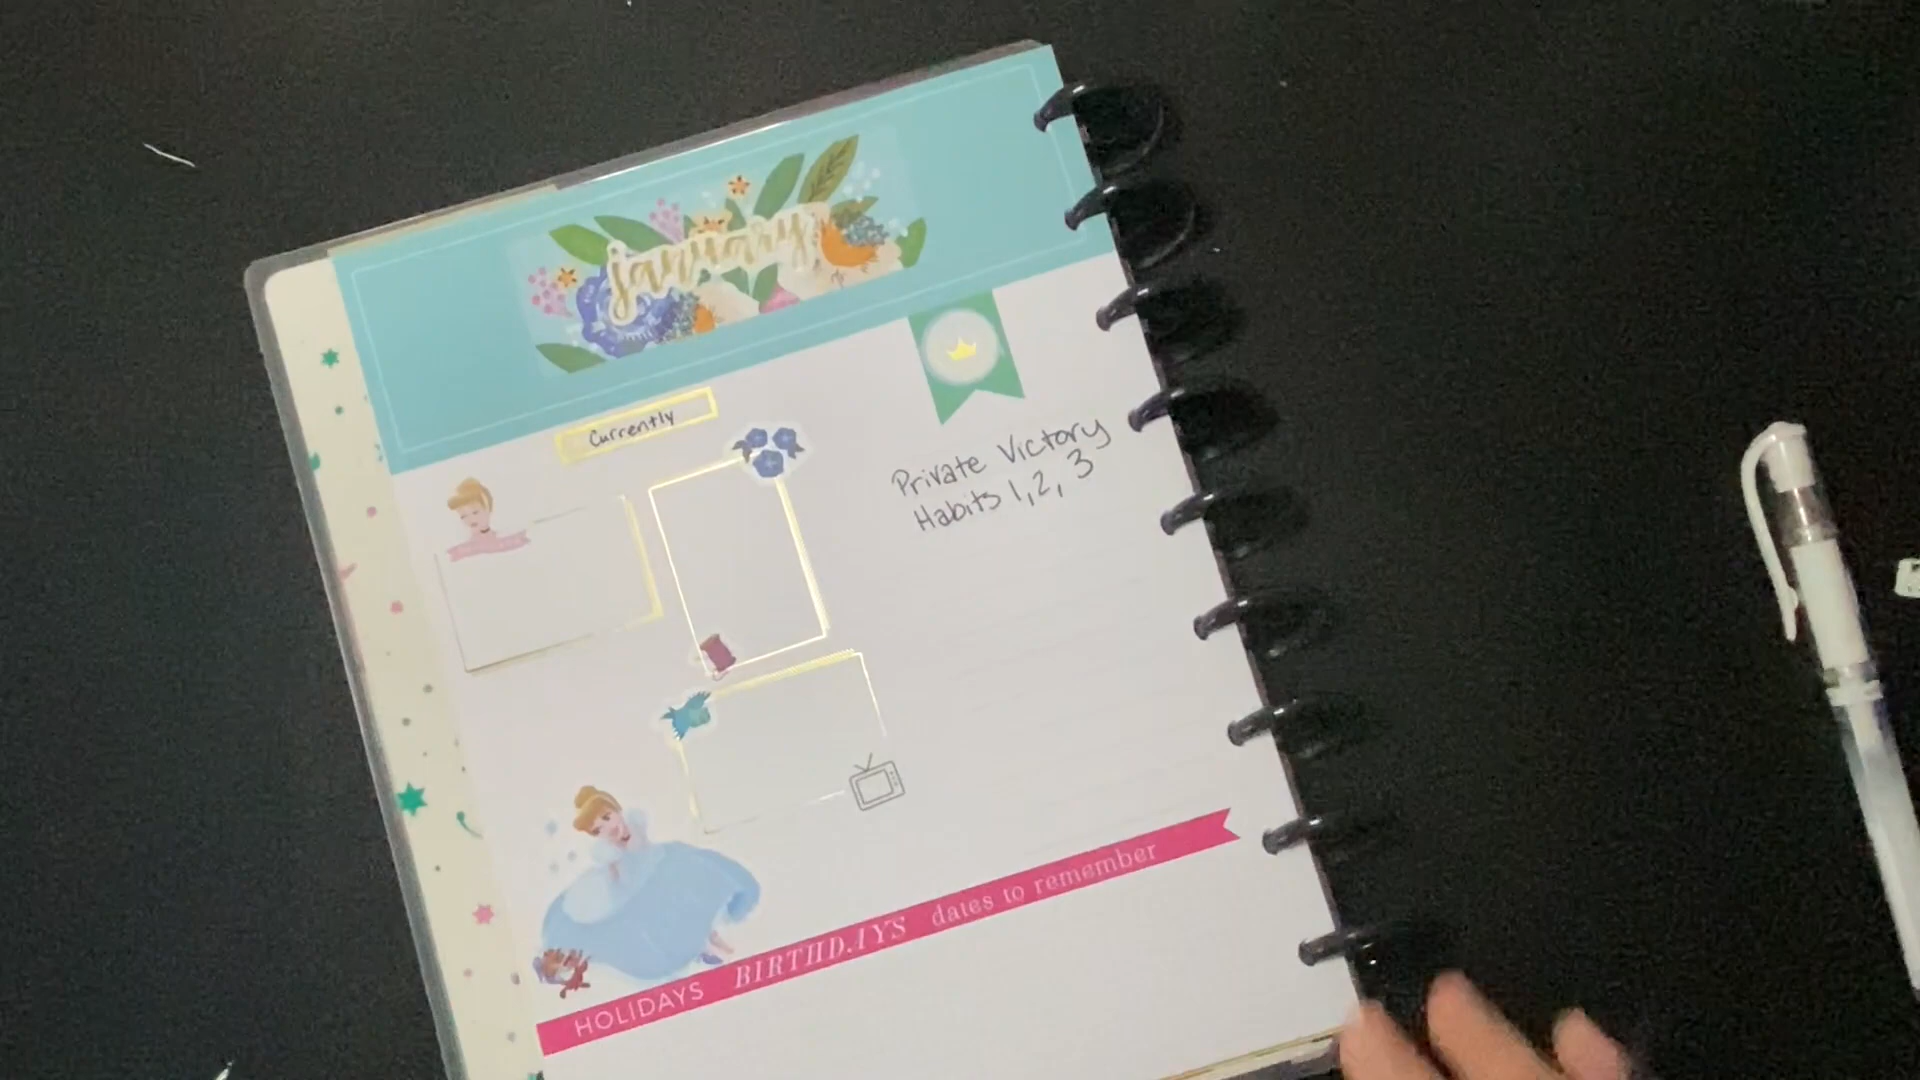 january
Currently
Private Victory
Habits 1, 2, 3
HOLIDAYS BIRTHDAYS dates to remember